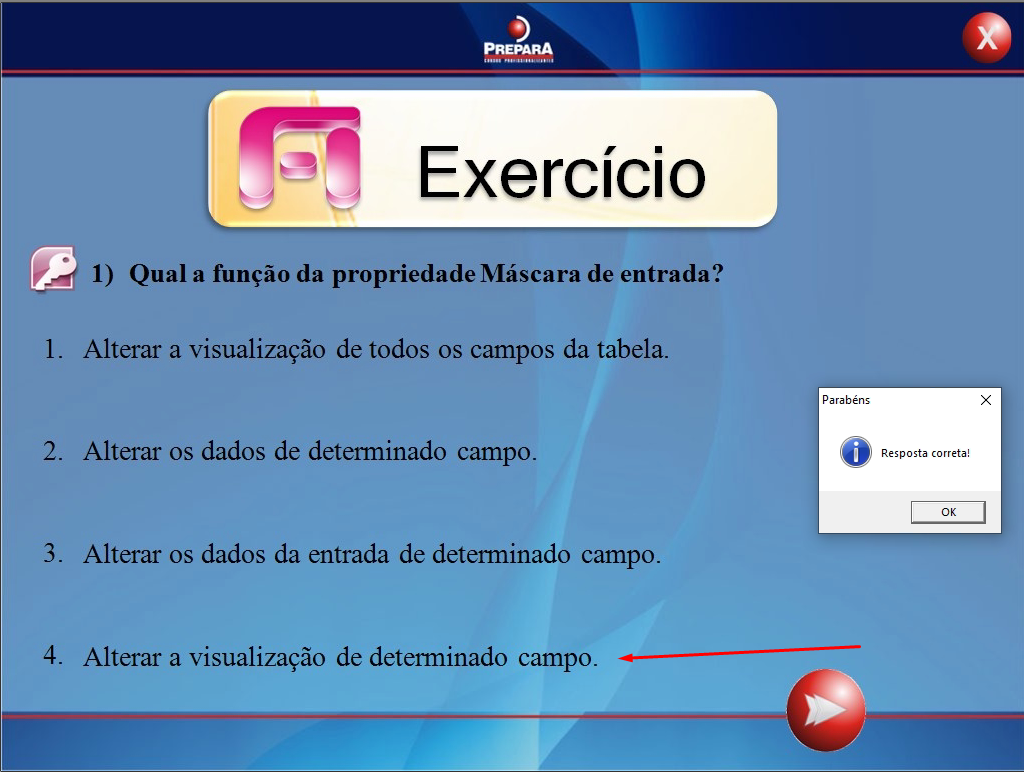 PREPARA
CURSOS PROFISSIONALIZANTES
X
Exercício
1) Qual a função da propriedade Máscara de entrada?
1. Alterar a visualização de todos os campos da tabela.
Parabéns
2. Alterar os dados de determinado campo.
Resposta correta!
OK
3. Alterar os dados da entrada de determinado campo.
4. Alterar a visualização de determinado campo.